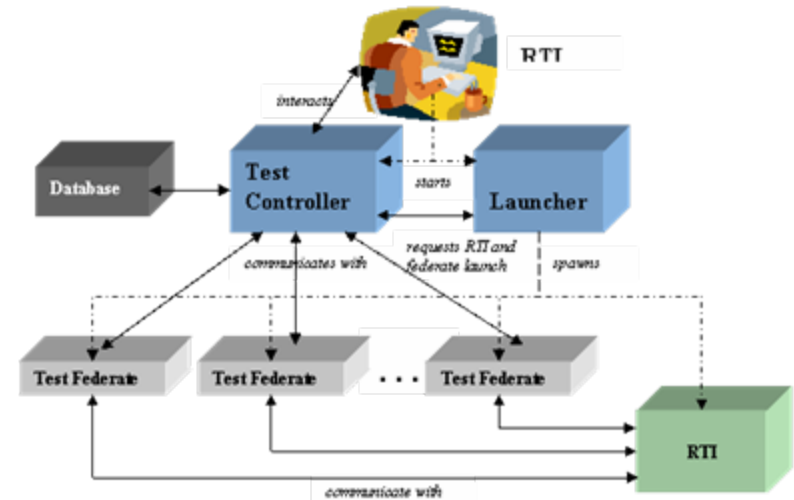 RTI
interacts
Test
Controller
Database
Launcher
starts
requests RTI and
federate launch
communicates with
spawns
Test Federate
Test Federate
. . .
Test Federate
RTI
communicate with